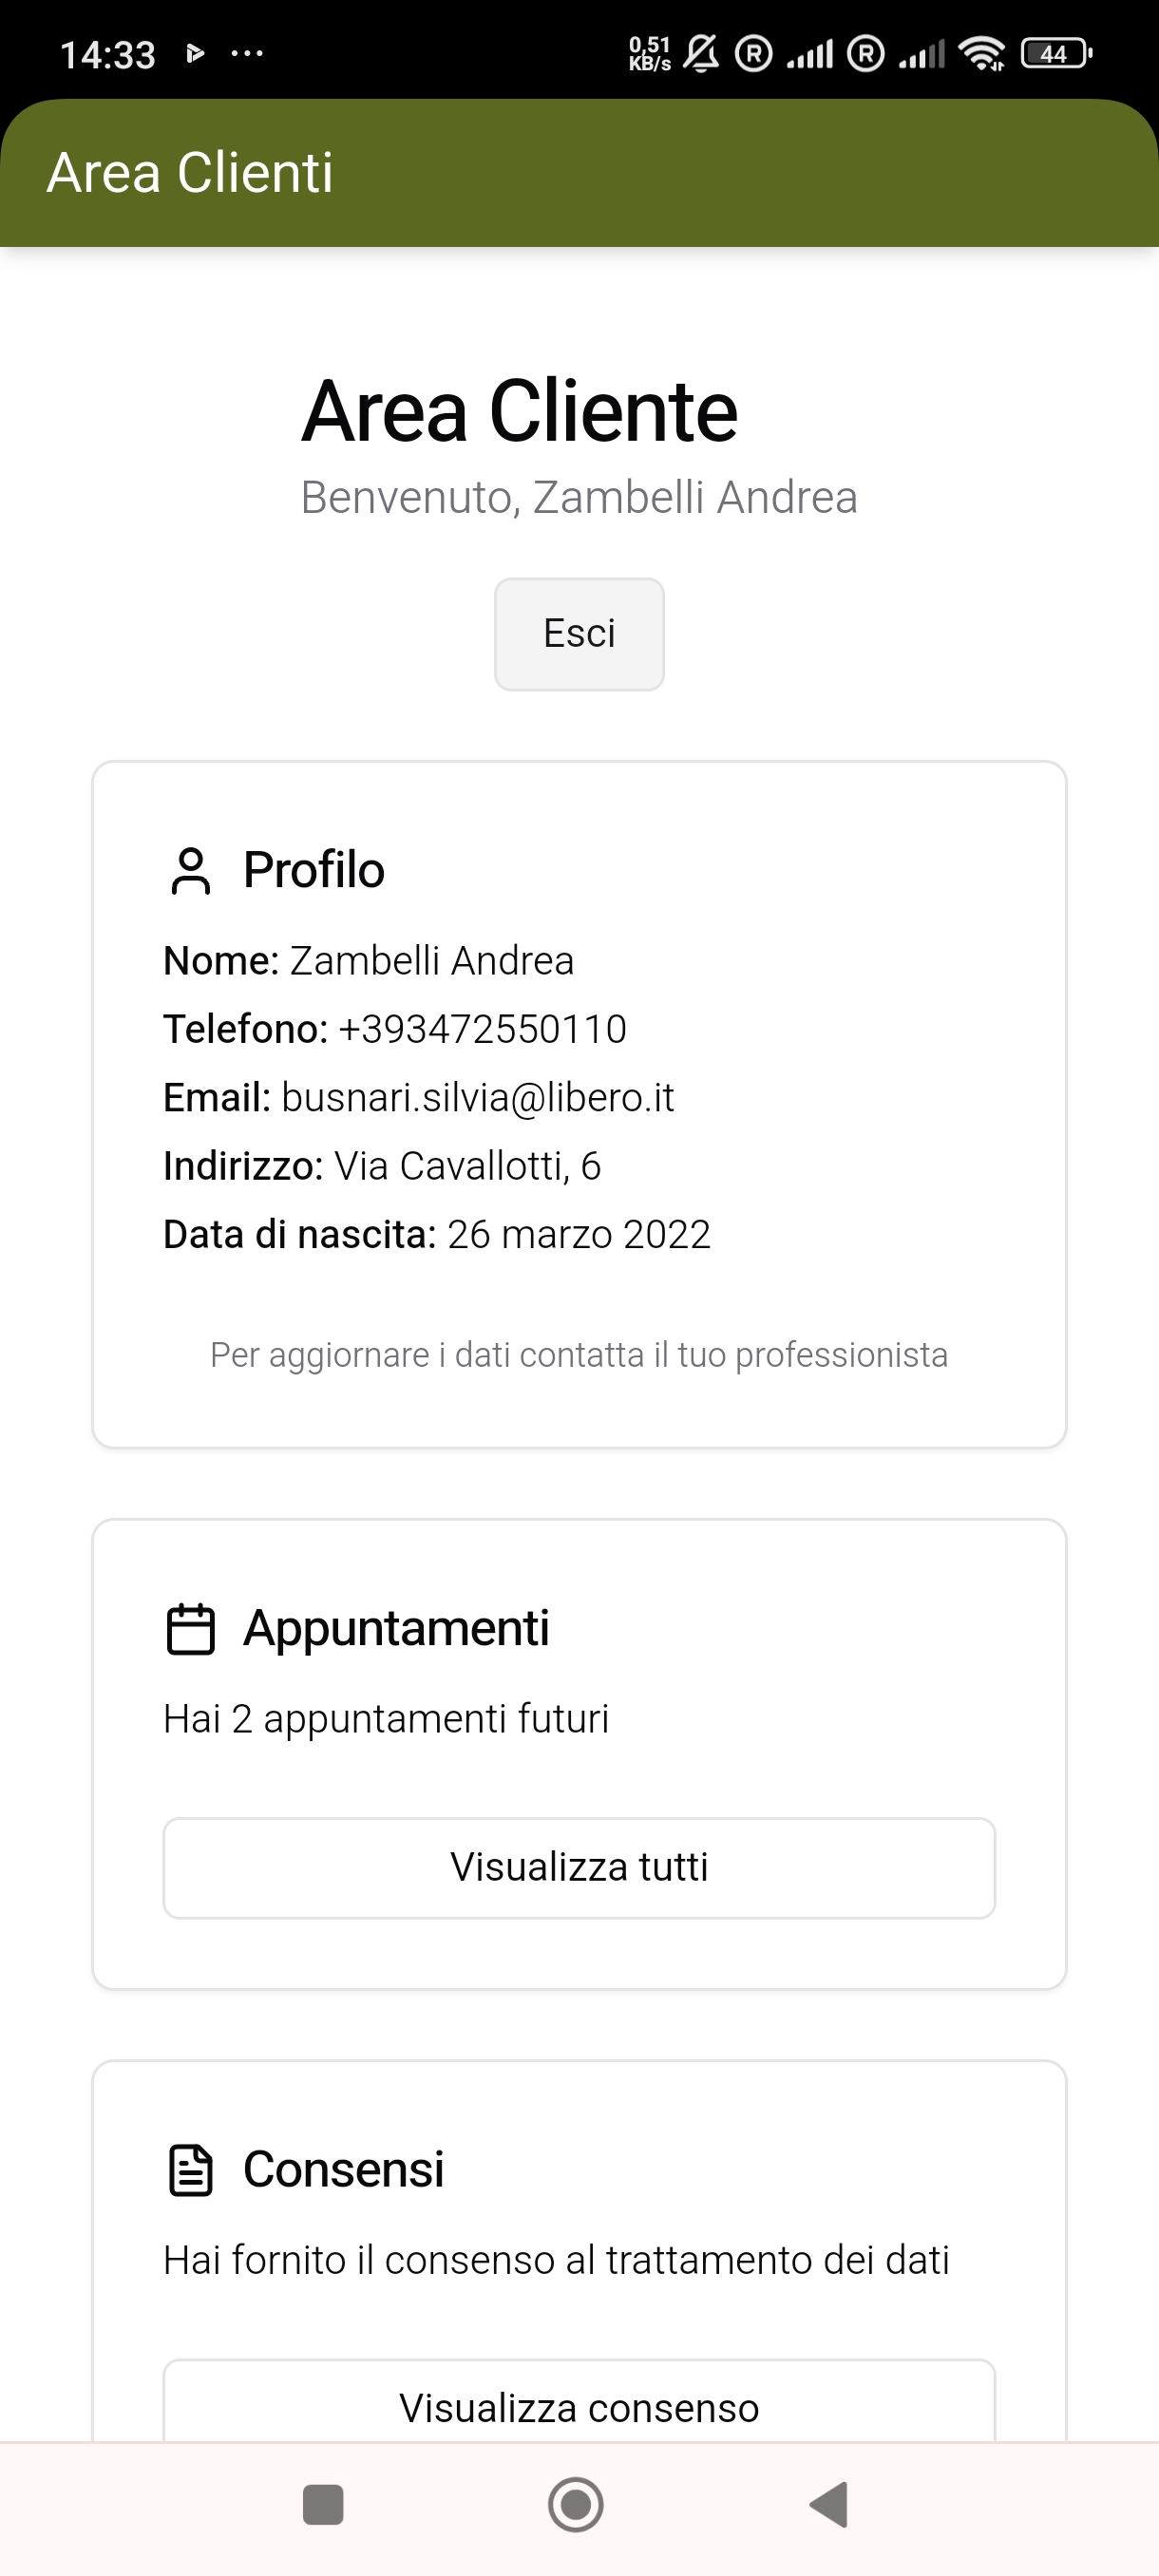 14:33
0,51
KB/s
44
Area Clienti
Area Cliente
Benvenuto, Zambelli Andrea
Esci
Profilo
Nome: Zambelli Andrea
Telefono: +393472550110
Email: busnari.silvia@libero.it
Indirizzo: Via Cavallotti, 6
Data di nascita: 26 marzo 2022
Per aggiornare i dati contatta il tuo professionista
Appuntamenti
Hai 2 appuntamenti futuri
Visualizza tutti
Consensi
Hai fornito il consenso al trattamento dei dati
Visualizza consenso